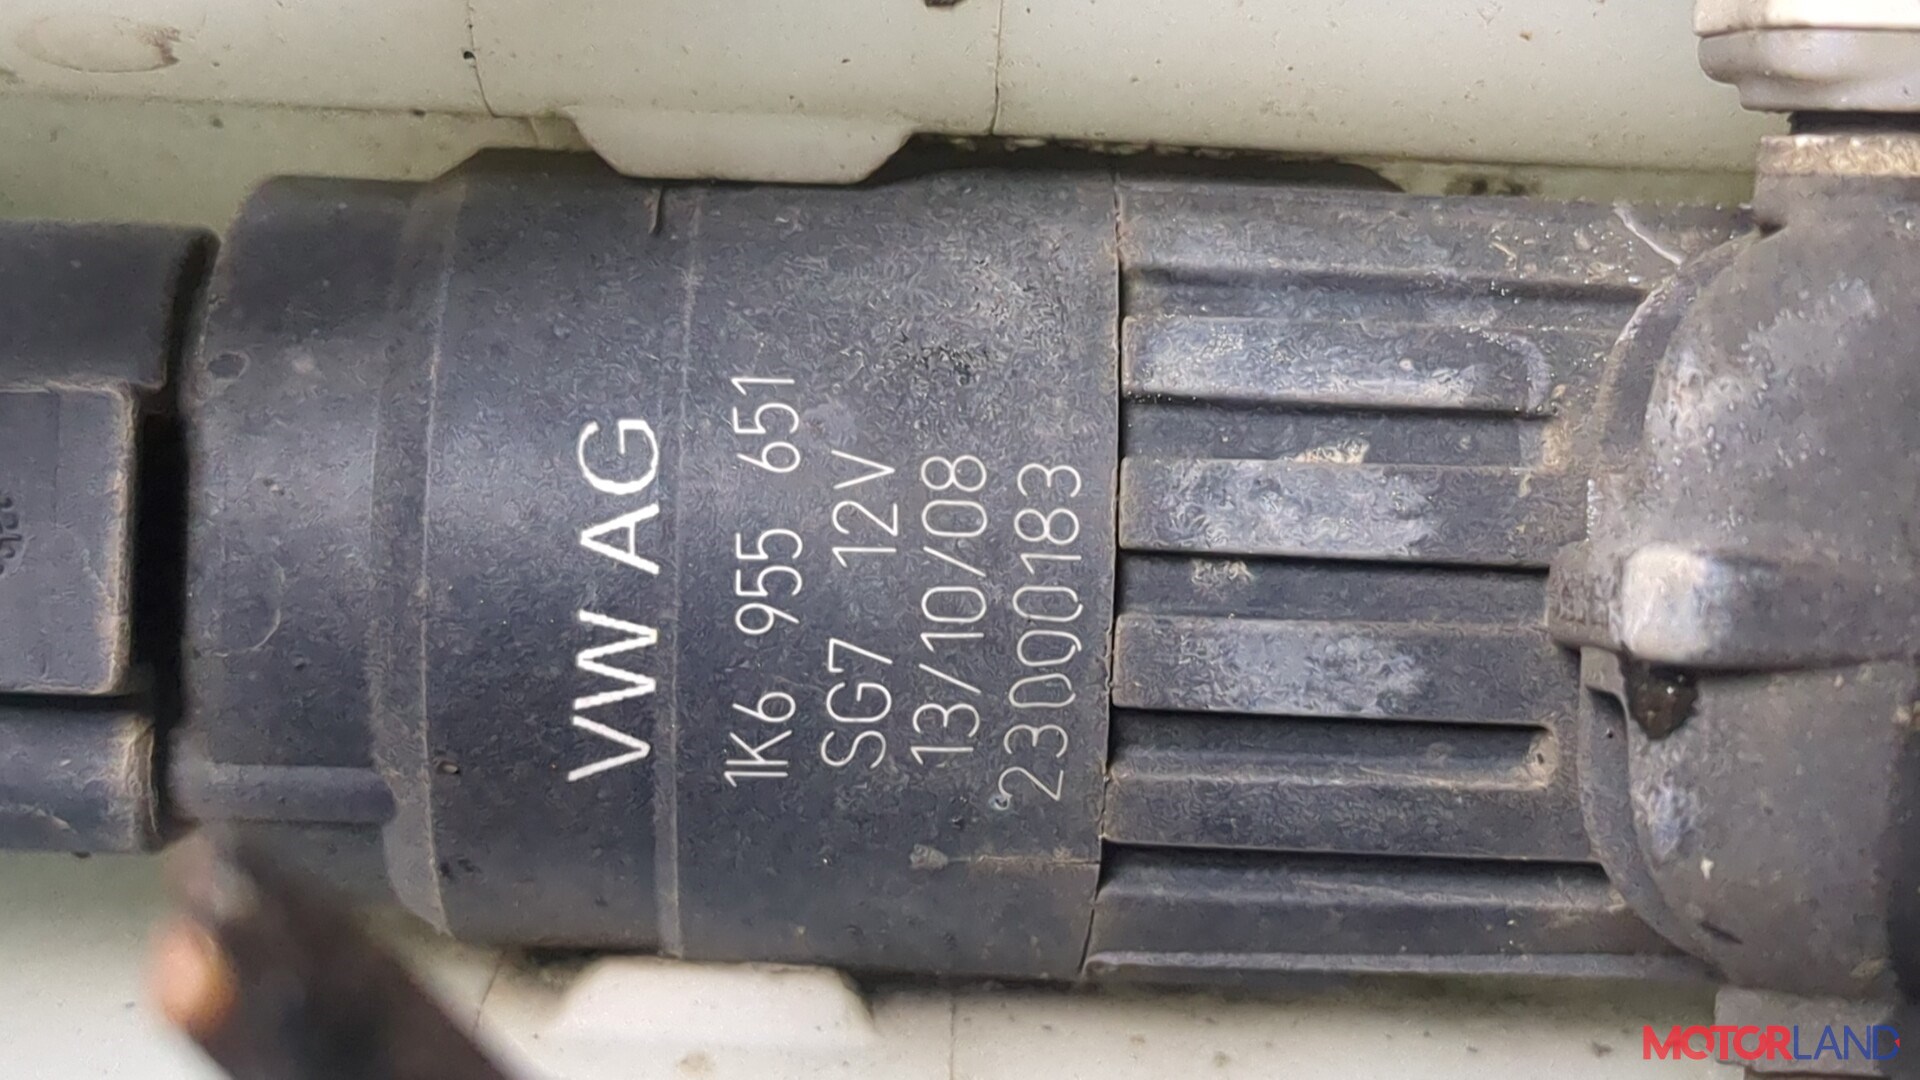 VW AG
1K6 955 651
SG7 12V
13/10/08
23000183
MOTORLAND